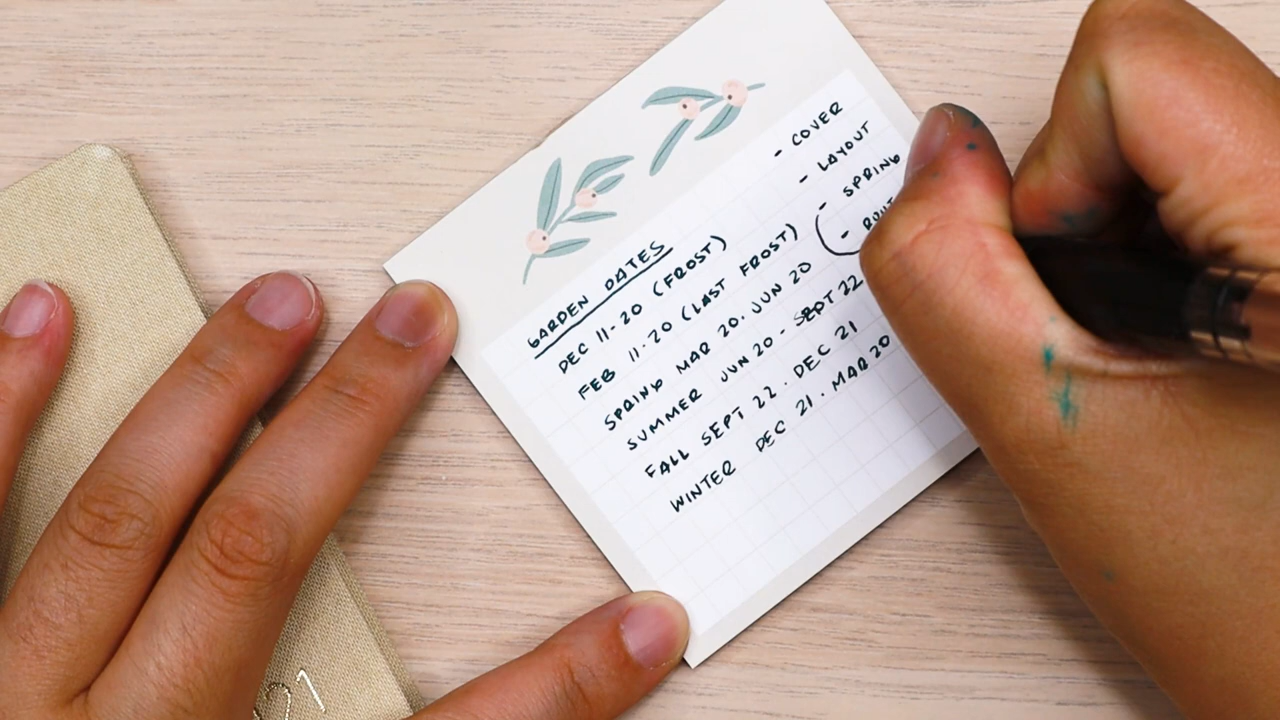 GARDEN DATES
DEC 11-20 (FROST)
FEB 11-20 (LAST FROST)
SPRING MAR 20. JUN 20
SUMMER JUN 20 - SEPT 22
FALL SEPT 22. DEC 21
WINTER DEC 21. MAR 20
- COVER
- LAYOUT
- SPRING
21